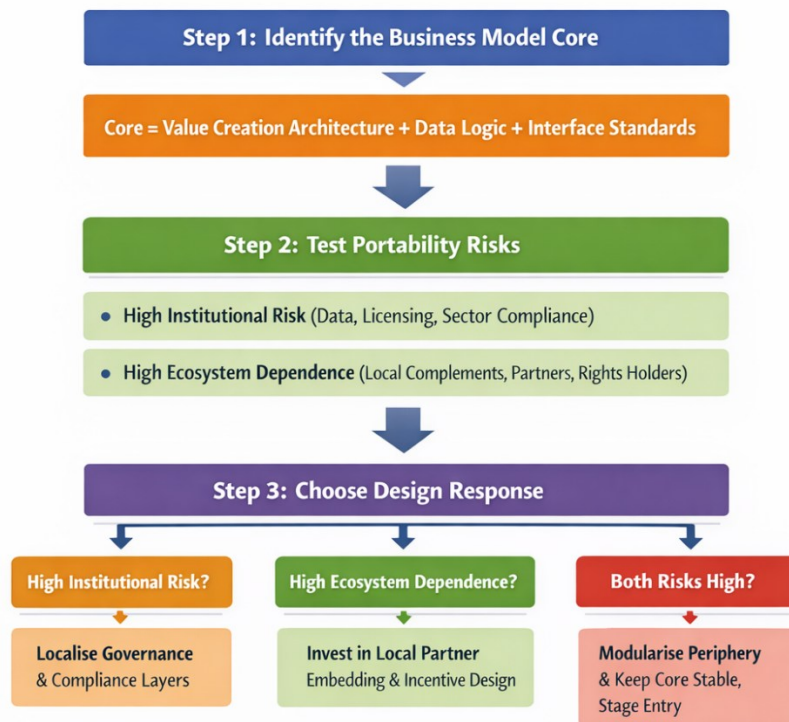 Step 1: Identify the Business Model Core
Core = Value Creation Architecture + Data Logic + Interface Standards
Step 2: Test Portability Risks
• High Institutional Risk (Data, Licensing, Sector Compliance)
• High Ecosystem Dependence (Local Complements, Partners, Rights Holders)
Step 3: Choose Design Response
High Institutional Risk?
Localise Governance
& Compliance Layers
High Ecosystem Dependence?
Invest in Local Partner
Embedding & Incentive Design
Both Risks High?
Modularise Periphery
& Keep Core Stable,
Stage Entry